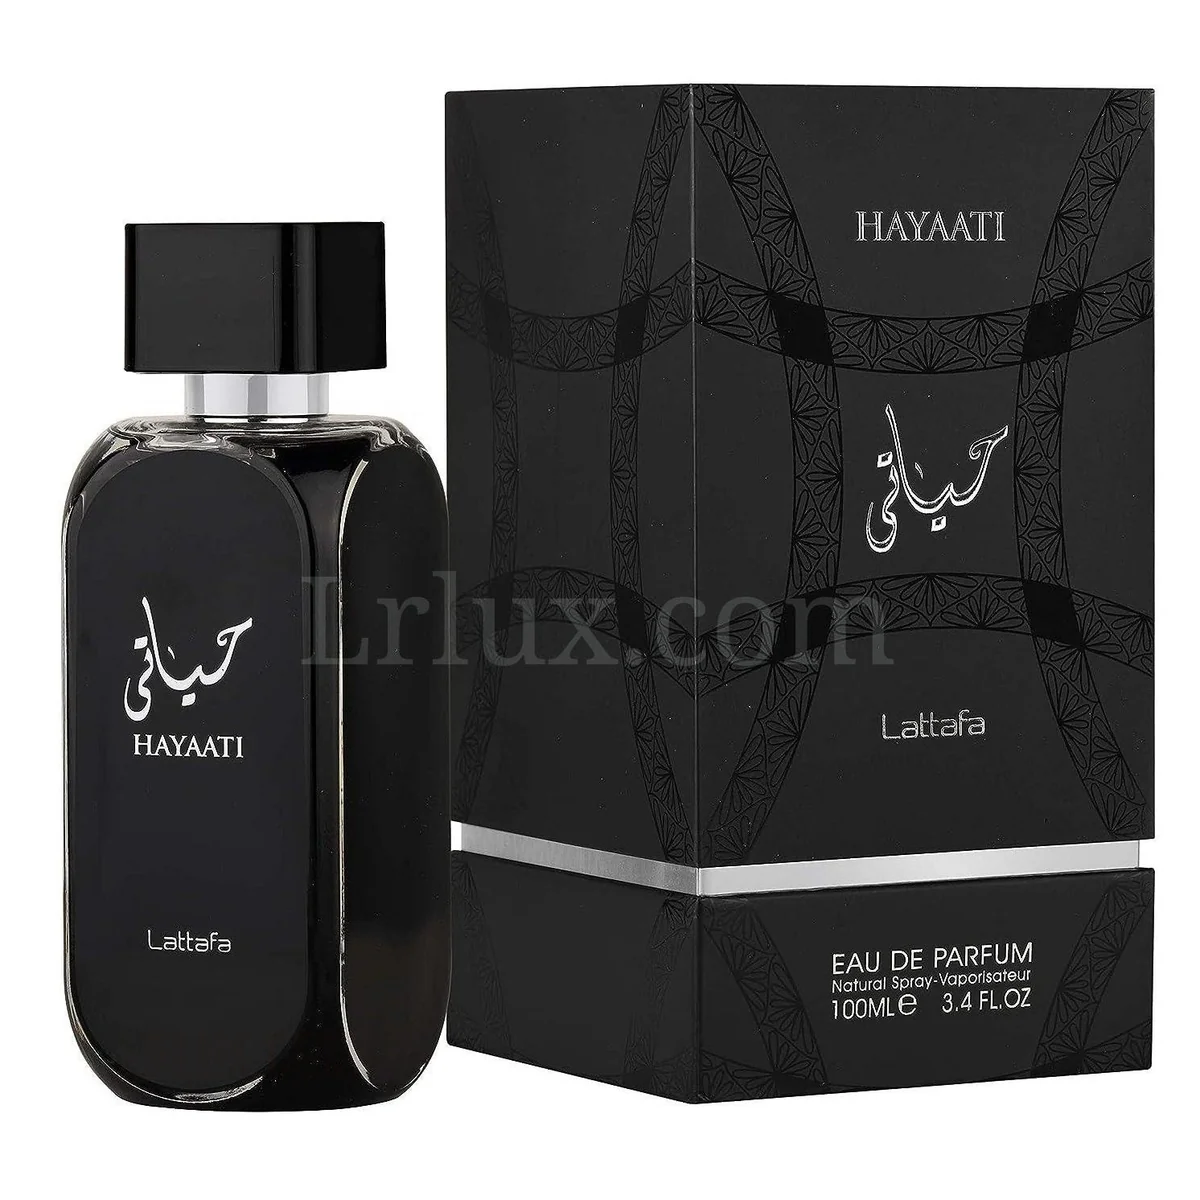 حياتي
HAYAATI
Lattafa
HAYAATI
حياتي
Lattafa
EAU DE PARFUM
Natural Spray-Vaporisateur
100ML e 3.4 FL.OZ
Lrlux.com